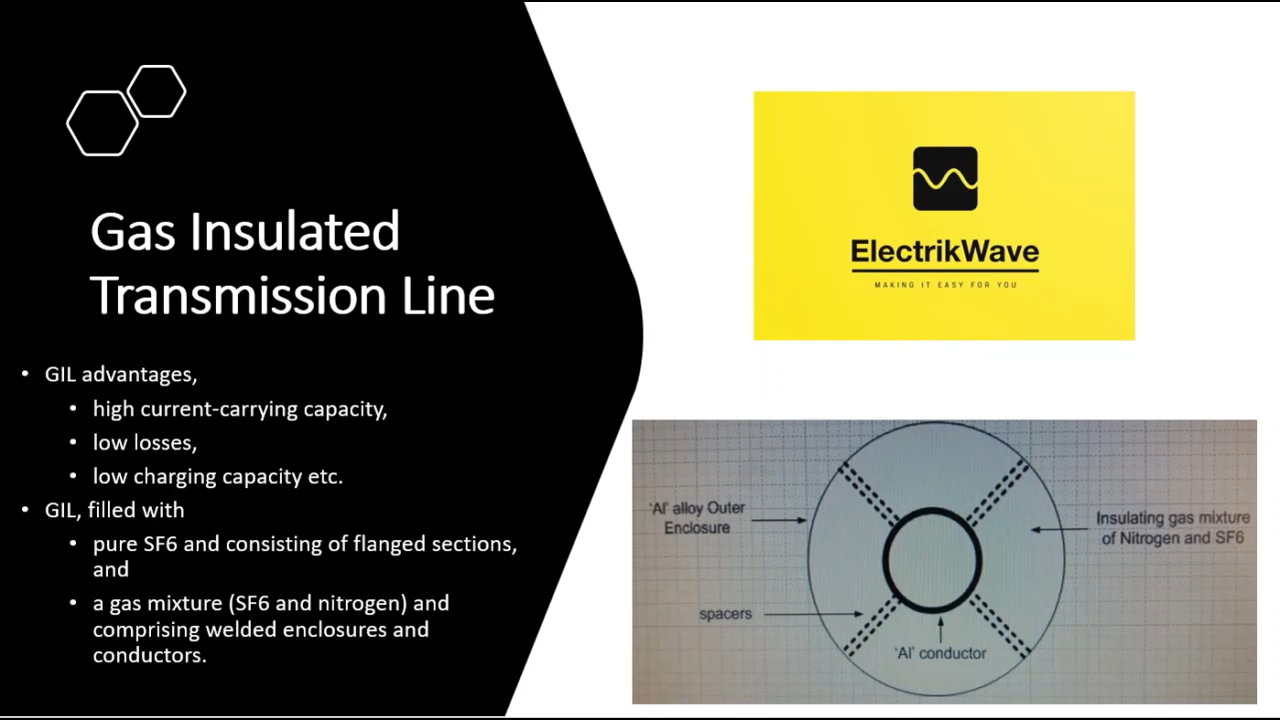 Gas Insulated
Transmission Line
• GIL advantages,
• high current-carrying capacity,
• low losses,
• low charging capacity etc.
• GIL, filled with
• pure SF6 and consisting of flanged sections,
and
• a gas mixture (SF6 and nitrogen) and
comprising welded enclosures and
conductors.
ElectrikWave
MAKING IT EASY FOR YOU
'Al' alloy Outer
Enclosure
Insulating gas mixture
of Nitrogen and SF6
spacers
'Al' conductor